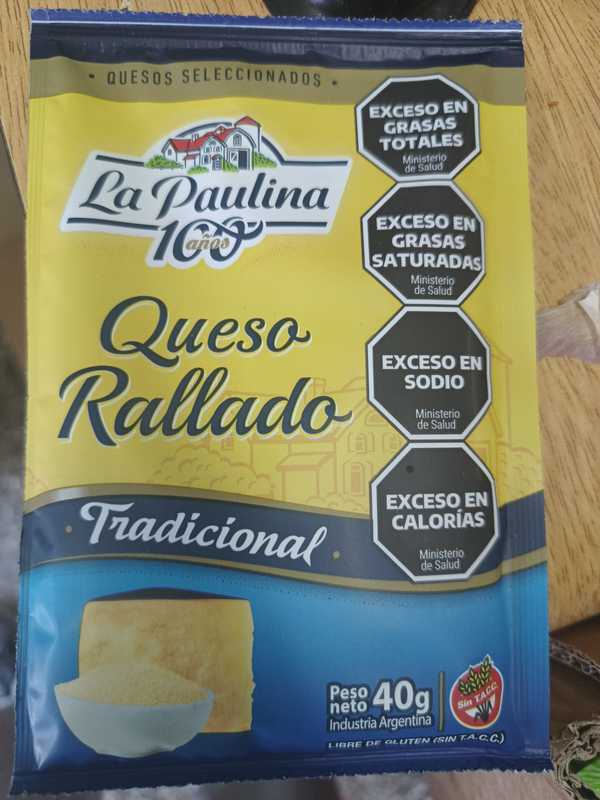 • QUESOS SELECCIONADOS •
La Paulina
100
años
Queso
Rallado
• Tradicional •
EXCESO EN
GRASAS
TOTALES
Ministerio
de Salud
EXCESO EN
GRASAS
SATURADAS
Ministerio
de Salud
EXCESO EN
SODIO
Ministerio
de Salud
EXCESO EN
CALORÍAS
Ministerio
de Salud
Peso
neto 40g
Industria Argentina
Sin T.A.C.C.
LIBRE DE GLUTEN (SIN T.A.C.C.)